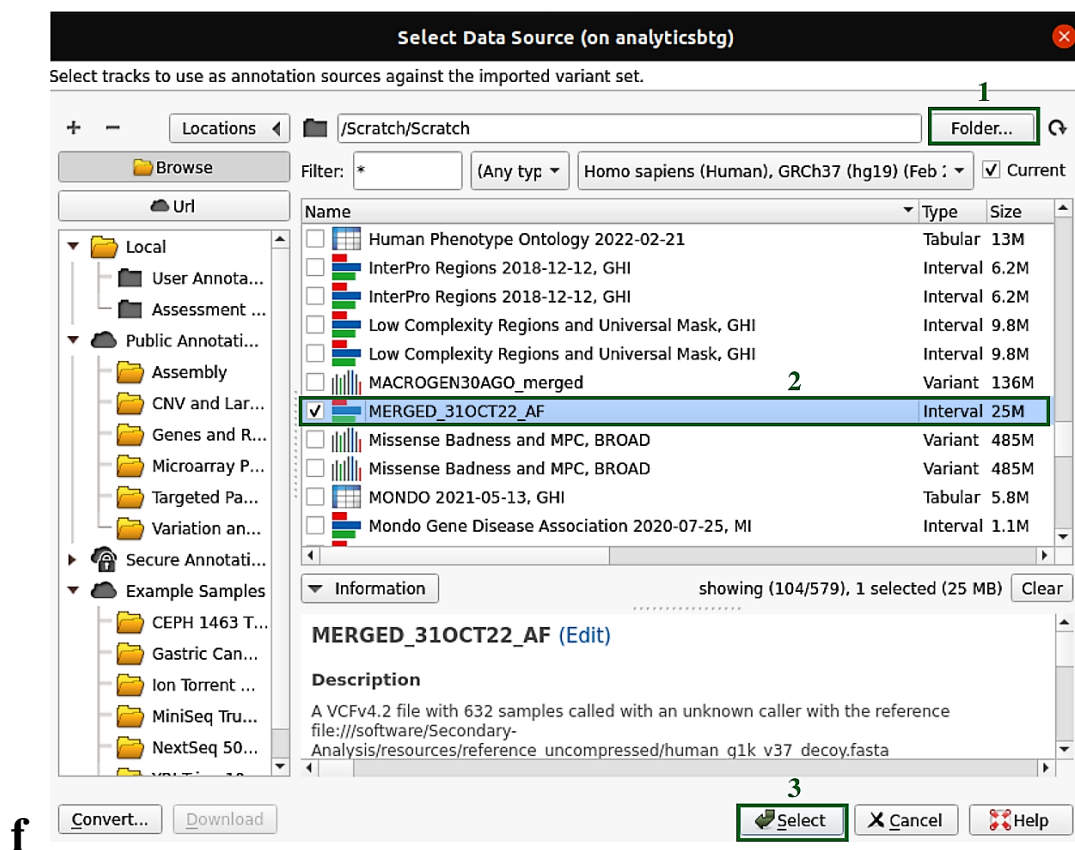 Select Data Source (on analyticsbtg)
Select tracks to use as annotation sources against the imported variant set.
1
Locations
/Scratch/Scratch
Folder...
Browse
Filter: * (Any typ Homo sapiens (Human), GRCh37 (hg19) (Feb Current
Url
Name Type Size
Local
User Annota...
Assessment ...
Public Annotati...
Assembly
CNV and Lar...
Genes and R...
Microarray P...
Targeted Pa...
Variation an...
Secure Annotati...
Example Samples
CEPH 1463 T...
Gastric Can...
Ion Torrent ...
MiniSeq Tru...
NextSeq 50...
Human Phenotype Ontology 2022-02-21 Tabular 13M
InterPro Regions 2018-12-12, GHI Interval 6.2M
InterPro Regions 2018-12-12, GHI Interval 6.2M
Low Complexity Regions and Universal Mask, GHI Interval 9.8M
Low Complexity Regions and Universal Mask, GHI Interval 9.8M
MACROGEN30AGO_merged Variant 136M
2
MERGED_31OCT22_AF Interval 25M
Missense Badness and MPC, BROAD Variant 485M
Missense Badness and MPC, BROAD Variant 485M
MONDO 2021-05-13, GHI Tabular 5.8M
Mondo Gene Disease Association 2020-07-25, MI Interval 1.1M
Information
showing (104/579), 1 selected (25 MB) Clear
MERGED_31OCT22_AF (Edit)
Description
A VCFv4.2 file with 632 samples called with an unknown caller with the reference
file:///software/Secondary-
Analysis/resources/reference_uncompressed/human_g1k_v37_decoy.fasta
3
Convert... Download Select Cancel Help
f